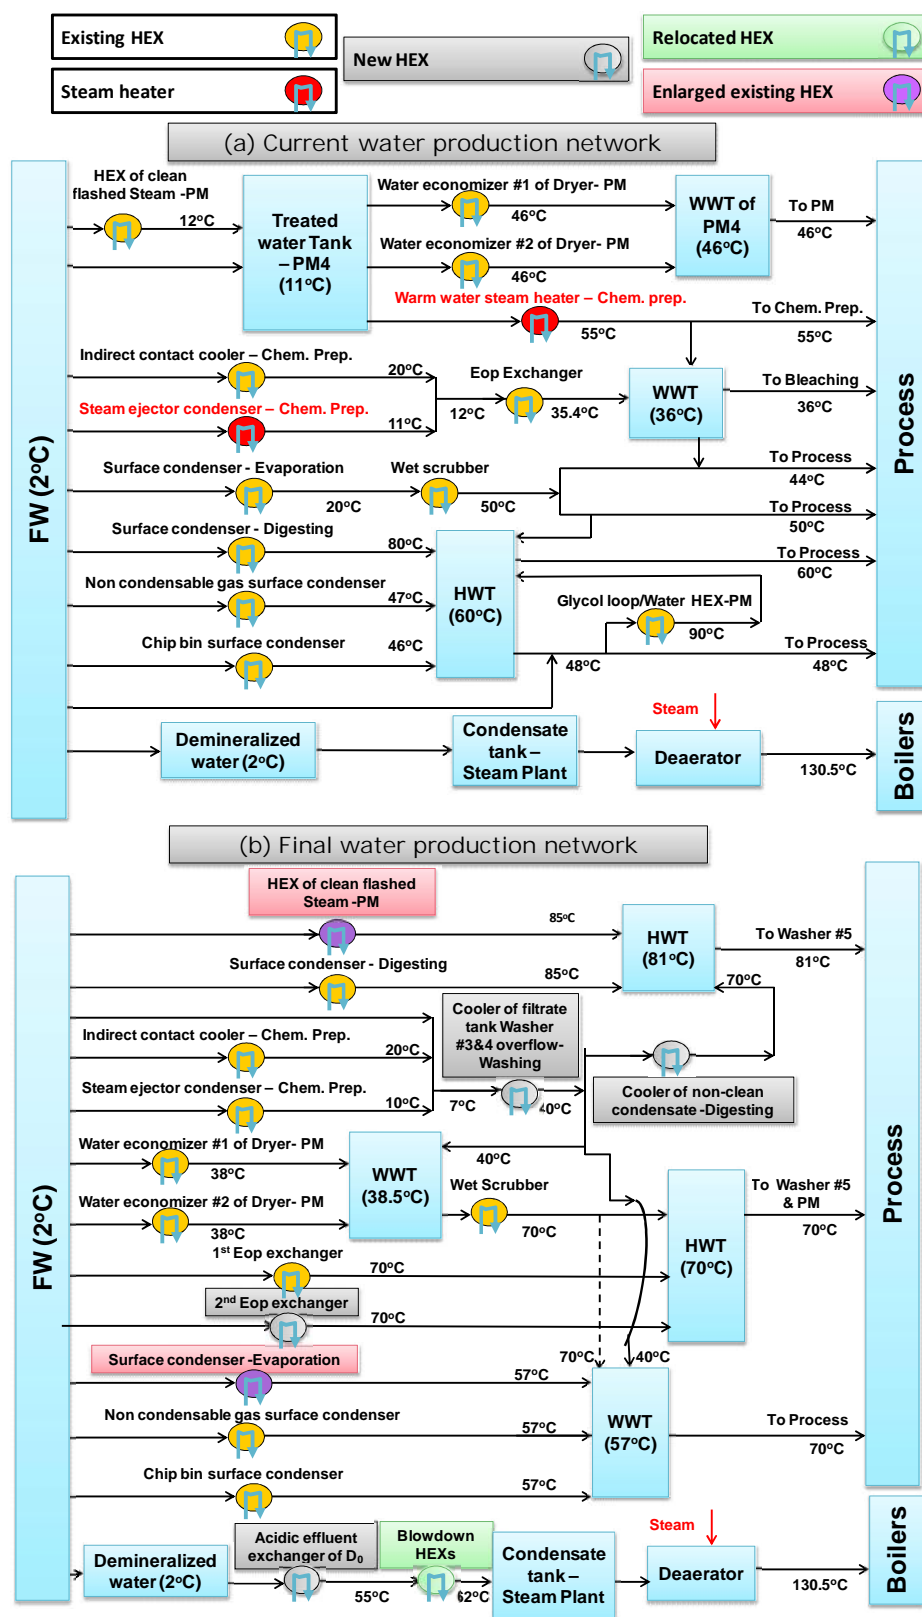 Existing HEX
Steam heater
New HEX
Relocated HEX
Enlarged existing HEX
(a) Current water production network
FW (2°C)
HEX of clean
flashed Steam -PM
12°C
Treated
water Tank
– PM4
(11°C)
Water economizer #1 of Dryer- PM
46°C
Water economizer #2 of Dryer- PM
46°C
WWT of
PM4
(46°C)
To PM
46°C
Warm water steam heater – Chem. prep.
55°C
To Chem. Prep.
55°C
Indirect contact cooler – Chem. Prep.
20°C
Steam ejector condenser – Chem. Prep.
11°C
12°C
Eop Exchanger
35.4°C
WWT
(36°C)
To Bleaching
36°C
Surface condenser - Evaporation
20°C
Wet scrubber
50°C
To Process
44°C
To Process
50°C
Surface condenser - Digesting
80°C
Non condensable gas surface condenser
47°C
Chip bin surface condenser
46°C
HWT
(60°C)
To Process
60°C
Glycol loop/Water HEX-PM
90°C
48°C
To Process
48°C
Process
Demineralized
water (2°C)
Condensate
tank –
Steam Plant
Steam
Deaerator
130.5°C
Boilers
(b) Final water production network
FW (2°C)
HEX of clean flashed
Steam -PM
85°C
Surface condenser - Digesting
85°C
HWT
(81°C)
To Washer #5
81°C
70°C
Indirect contact cooler – Chem. Prep.
20°C
Steam ejector condenser – Chem. Prep.
10°C
7°C
Cooler of filtrate
tank Washer
#3&4 overflow-
Washing
40°C
Cooler of non-clean
condensate -Digesting
Water economizer #1 of Dryer- PM
38°C
Water economizer #2 of Dryer- PM
38°C
WWT
(38.5°C)
40°C
Wet Scrubber
70°C
1st Eop exchanger
70°C
2nd Eop exchanger
70°C
HWT
(70°C)
To Washer #5
& PM
70°C
Surface condenser -Evaporation
57°C
70°C
40°C
Non condensable gas surface condenser
57°C
Chip bin surface condenser
57°C
WWT
(57°C)
To Process
70°C
Process
Demineralized
water (2°C)
Acidic effluent
exchanger of D0
55°C
Blowdown
HEXs
62°C
Condensate
tank –
Steam Plant
Steam
Deaerator
130.5°C
Boilers